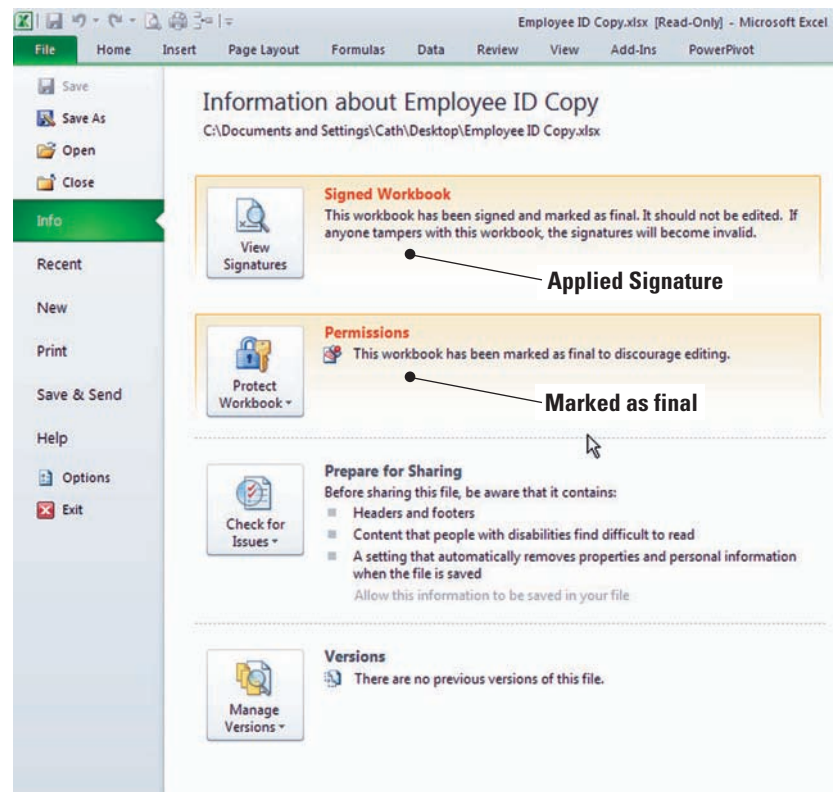 Employee ID Copy.xlsx [Read-Only] - Microsoft Excel
File Home Insert Page Layout Formulas Data Review View Add-Ins PowerPivot
Save
Save As
Open
Close
Info
Recent
New
Print
Save & Send
Help
Options
Exit
Information about Employee ID Copy
C:\Documents and Settings\Cath\Desktop\Employee ID Copy.xlsx
View
Signatures
Signed Workbook
This workbook has been signed and marked as final. It should not be edited. If
anyone tampers with this workbook, the signatures will become invalid.
Applied Signature
Protect
Workbook
Permissions
This workbook has been marked as final to discourage editing.
Marked as final
Check for
Issues
Prepare for Sharing
Before sharing this file, be aware that it contains:
Headers and footers
Content that people with disabilities find difficult to read
A setting that automatically removes properties and personal information
when the file is saved
Allow this information to be saved in your file
Manage
Versions
Versions
There are no previous versions of this file.